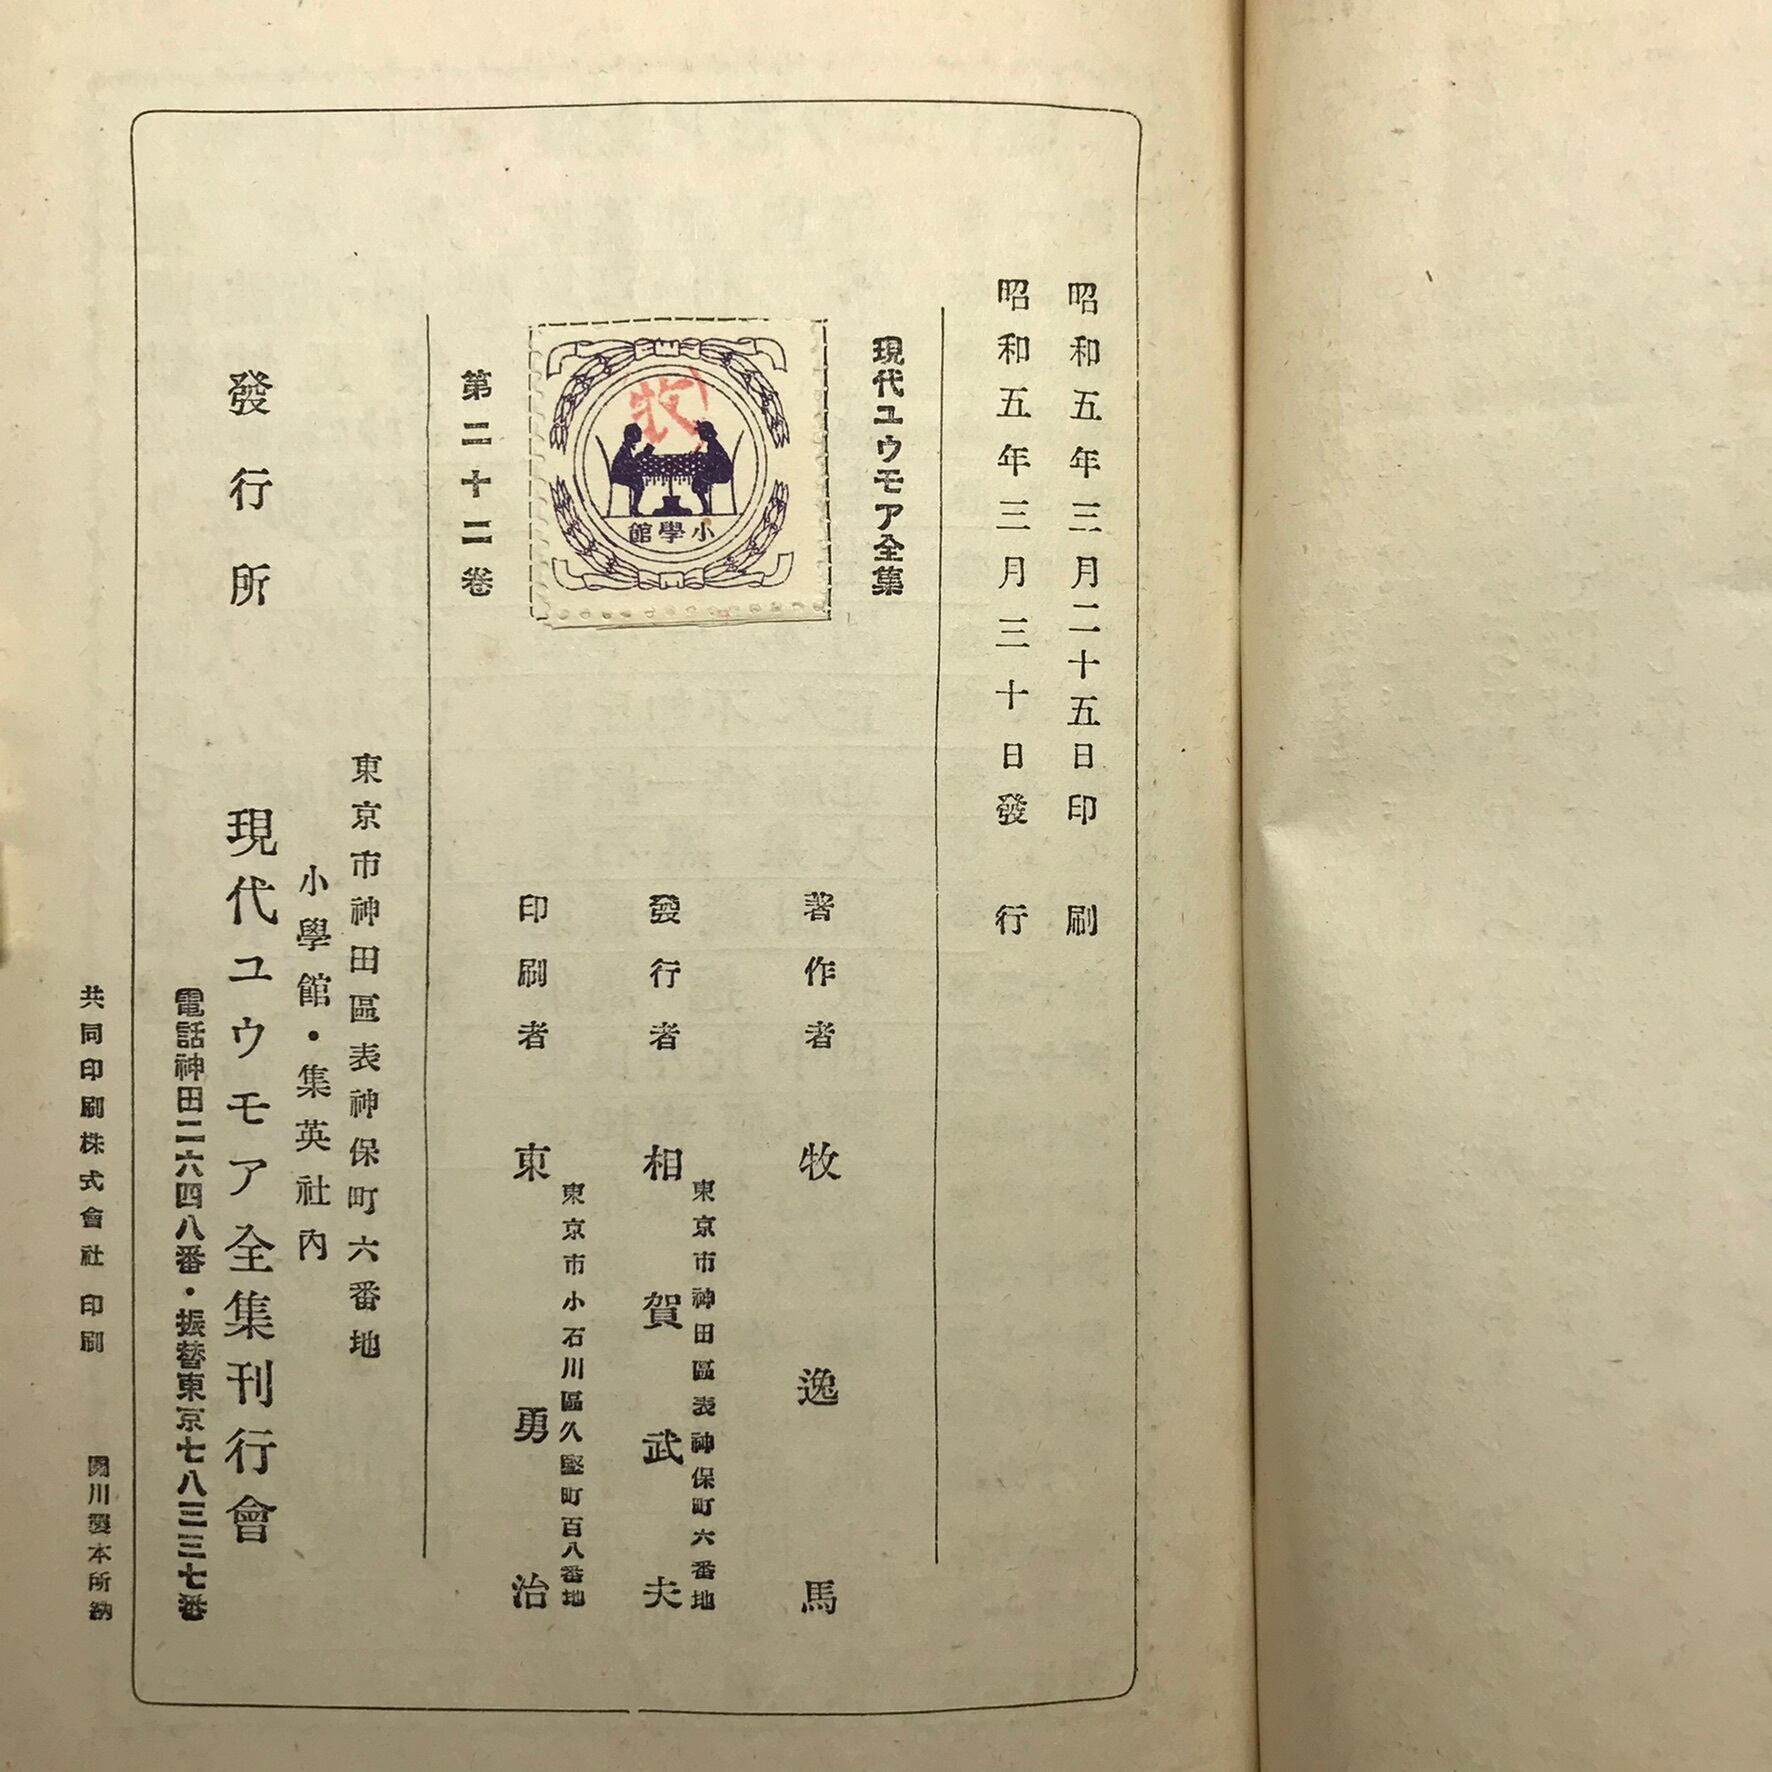 昭和五年三月二十五日印刷
昭和五年三月三十日發行
現代ユウモア全集
牧
小學館
第二十二卷
著作者 牧逸馬
東京市神田區表神保町六番地
發行者 相賀武夫
東京市小石川區久堅町百八番地
印刷者 東勇治
東京市神田區表神保町六番地
小學館・集英社內
發行所 現代ユウモア全集刊行會
電話神田二六四八番・振替東京七八三三七番
共同印刷株式會社印刷
川製本所納